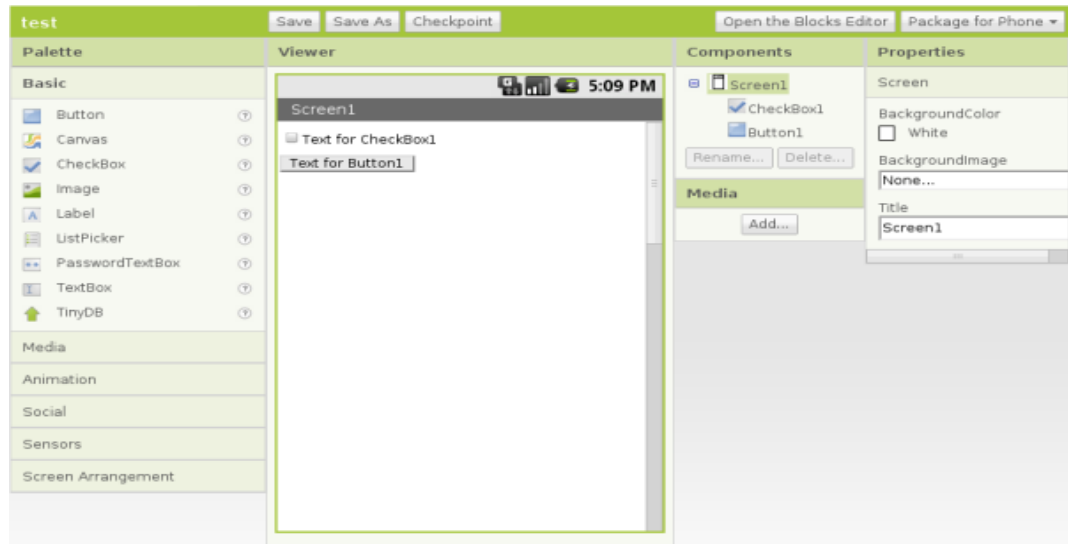 test Save Save As Checkpoint Open the Blocks Editor Package for Phone
Palette
Basic
Button
Canvas
CheckBox
Image
Label
ListPicker
PasswordTextBox
TextBox
TinyDB
Media
Animation
Social
Sensors
Screen Arrangement
Viewer
5:09 PM
Screen1
Text for CheckBox1
Text for Button1
Components
Screen1
CheckBox1
Button1
Rename... Delete...
Media
Add...
Properties
Screen
BackgroundColor
White
BackgroundImage
None...
Title
Screen1